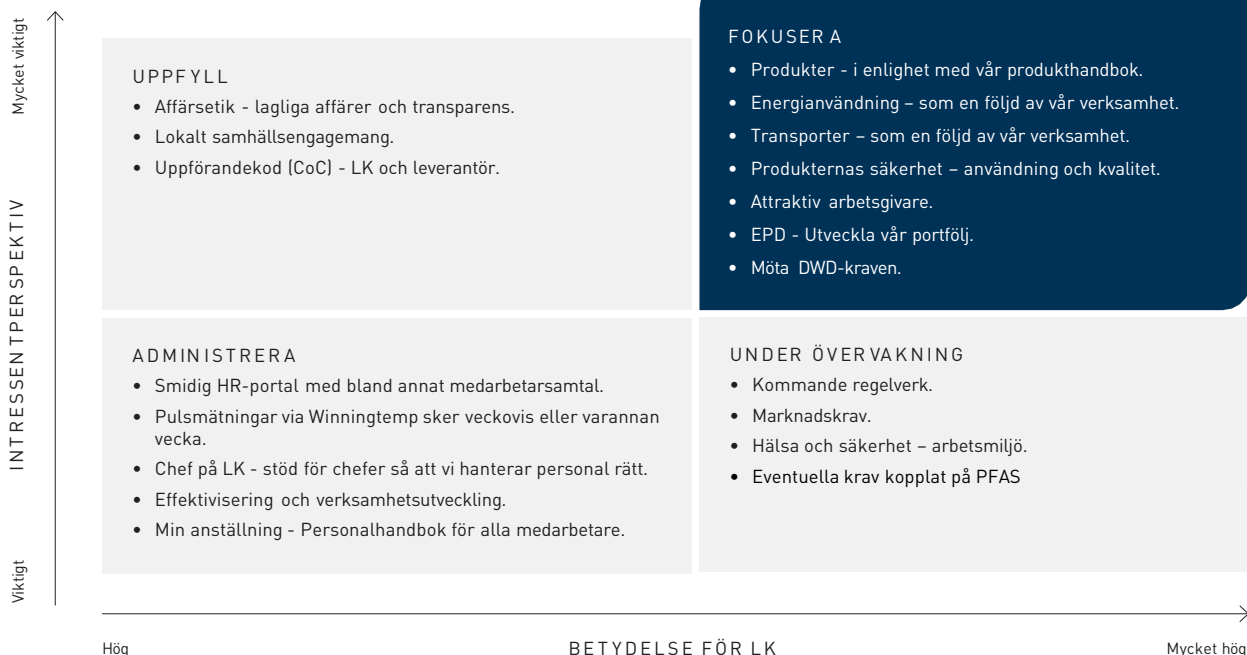 Mycket viktigt
INTRESSENTPERSPEKTIV
Viktigt
UPPFYLL
• Affärsetik - lagliga affärer och transparens.
• Lokalt samhällsengagemang.
• Uppförandekod (CoC) - LK och leverantör.
FOKUSERA
• Produkter - i enlighet med vår produkthandbok.
• Energianvändning – som en följd av vår verksamhet.
• Transporter – som en följd av vår verksamhet.
• Produkternas säkerhet – användning och kvalitet.
• Attraktiv arbetsgivare.
• EPD - Utveckla vår portfölj.
• Möta DWD-kraven.
ADMINISTRERA
• Smidig HR-portal med bland annat medarbetarsamtal.
• Pulsmätningar via Winningtemp sker veckovis eller varannan
vecka.
• Chef på LK - stöd för chefer så att vi hanterar personal rätt.
• Effektivisering och verksamhetsutveckling.
• Min anställning - Personalhandbok för alla medarbetare.
UNDER ÖVERVAKNING
• Kommande regelverk.
• Marknadskrav.
• Hälsa och säkerhet – arbetsmiljö.
• Eventuella krav kopplat på PFAS
Hög
BETYDELSE FÖR LK
Mycket hög